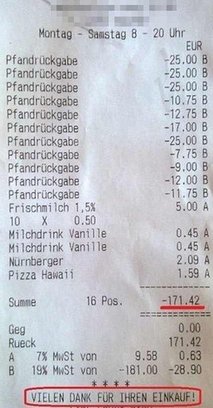 Montag - Samstag 8 - 20 Uhr
EUR
Pfandrückgabe -25.00 B
Pfandrückgabe -25.00 B
Pfandrückgabe -25.00 B
Pfandrückgabe -10.75 B
Pfandrückgabe -12.75 B
Pfandrückgabe -17.00 B
Pfandrückgabe -25.00 B
Pfandrückgabe -7.75 B
Pfandrückgabe -9.00 B
Pfandrückgabe -12.00 B
Pfandrückgabe -11.75 B
Frischmilch 1,5% 5.00 A
10 X 0.50
Milchdrink Vanille 0.45 A
Milchdrink Vanille 0.45 A
Nürnberger 2.09 A
Pizza Hawaii 1.59 A
Summe 16 Pos. -171.42
Geg 0.00
Rueck 171.42
A 7% MwSt von 9.58 0.63
B 19% MwSt von -181.00 -28.90
* * * *
VIELEN DANK FÜR IHREN EINKAUF!